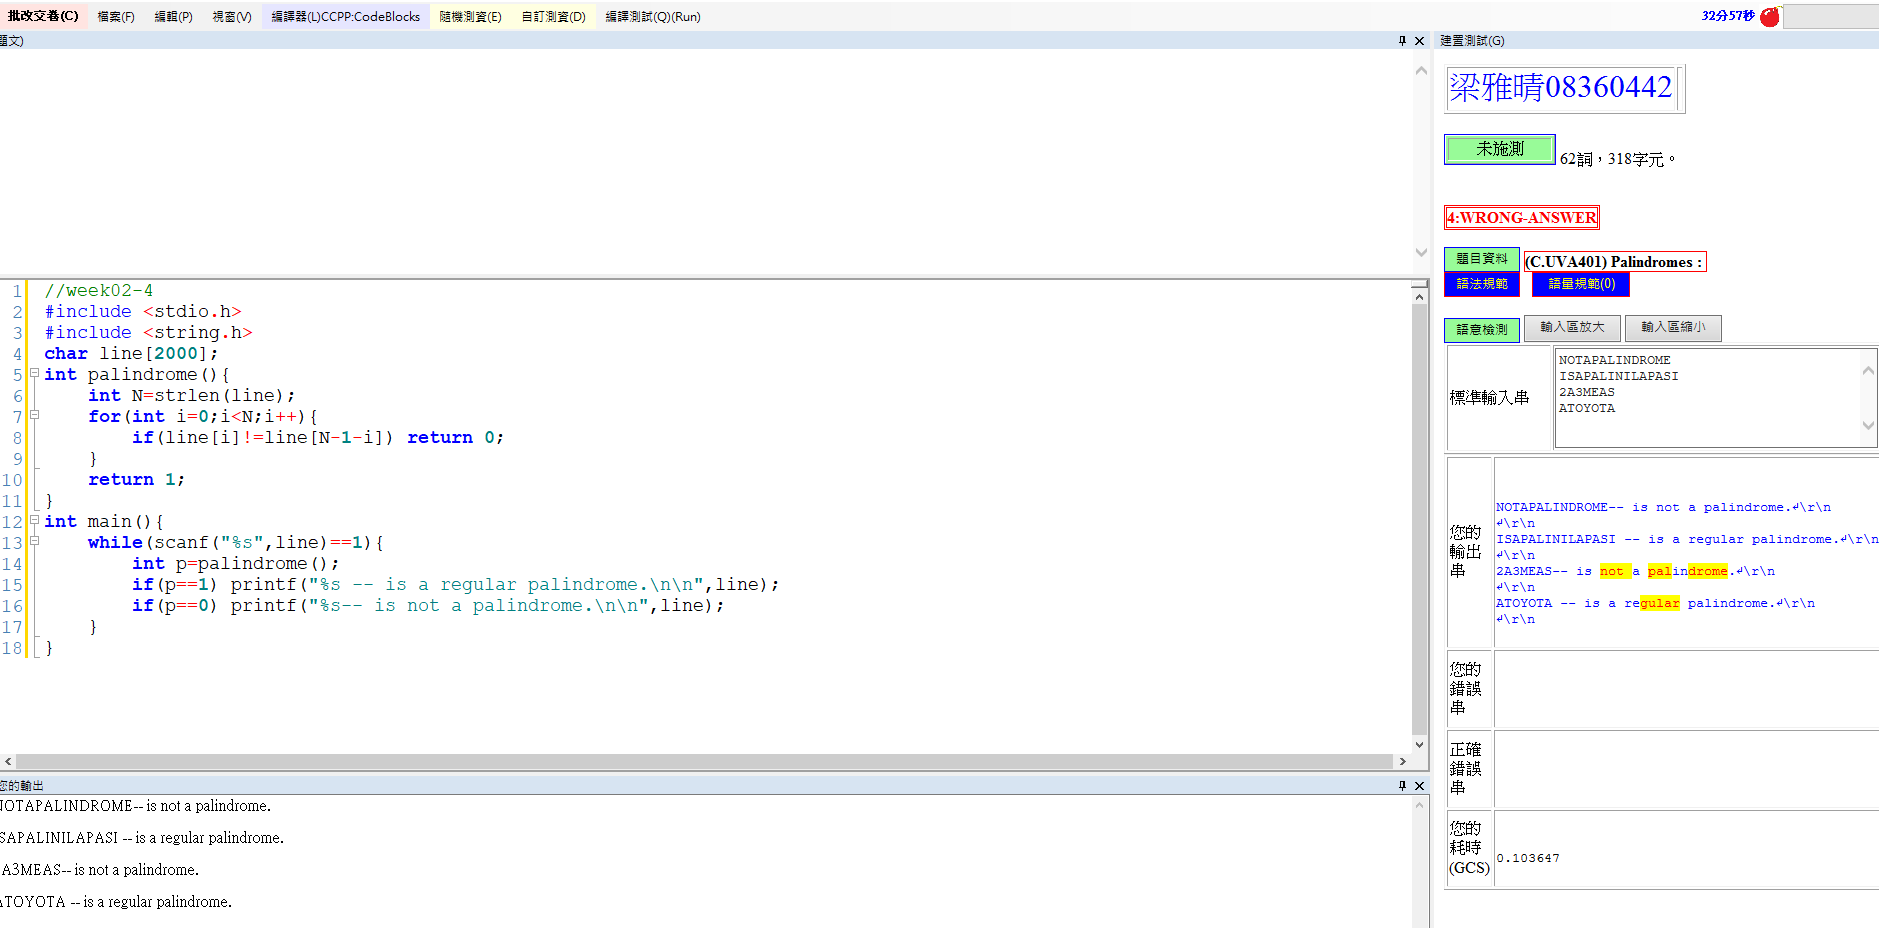 批改交卷(C) 檔案(F) 編輯(P) 視窗(V) 編譯器(L)CCPP:CodeBlocks 隨機測資(E) 自訂測資(D) 編譯測試(Q)(Run) 32分57秒
題文)
建置測試(G)
//week02-4
#include <stdio.h>
#include <string.h>
char line[2000];
int palindrome(){
    int N=strlen(line);
    for(int i=0;i<N;i++){
        if(line[i]!=line[N-1-i]) return 0;
    }
    return 1;
}
int main(){
    while(scanf("%s",line)==1){
        int p=palindrome();
        if(p==1) printf("%s -- is a regular palindrome.\n\n",line);
        if(p==0) printf("%s-- is not a palindrome.\n\n",line);
    }
}
1
2
3
4
5
6
7
8
9
10
11
12
13
14
15
16
17
18
您的輸出
NOTAPALINDROME-- is not a palindrome.
ISAPALINILAPASI -- is a regular palindrome.
A3MEAS-- is not a palindrome.
ATOYOTA -- is a regular palindrome.
梁雅晴08360442
未施測 62詞，318字元。
4:WRONG-ANSWER
題目資料 (C.UVA401) Palindromes :
語法規範 語量規範(0)
語意檢測 輸入區放大 輸入區縮小
標準輸入串
NOTAPALINDROME
ISAPALINILAPASI
2A3MEAS
ATOYOTA
您的輸出串
NOTAPALINDROME-- is not a palindrome.↲\r\n
↲\r\n
ISAPALINILAPASI -- is a regular palindrome.↲\r\n
↲\r\n
2A3MEAS-- is not a palindrome.↲\r\n
↲\r\n
ATOYOTA -- is a regular palindrome.↲\r\n
↲\r\n
您的錯誤串
正確錯誤串
您的耗時(GCS)
0.103647